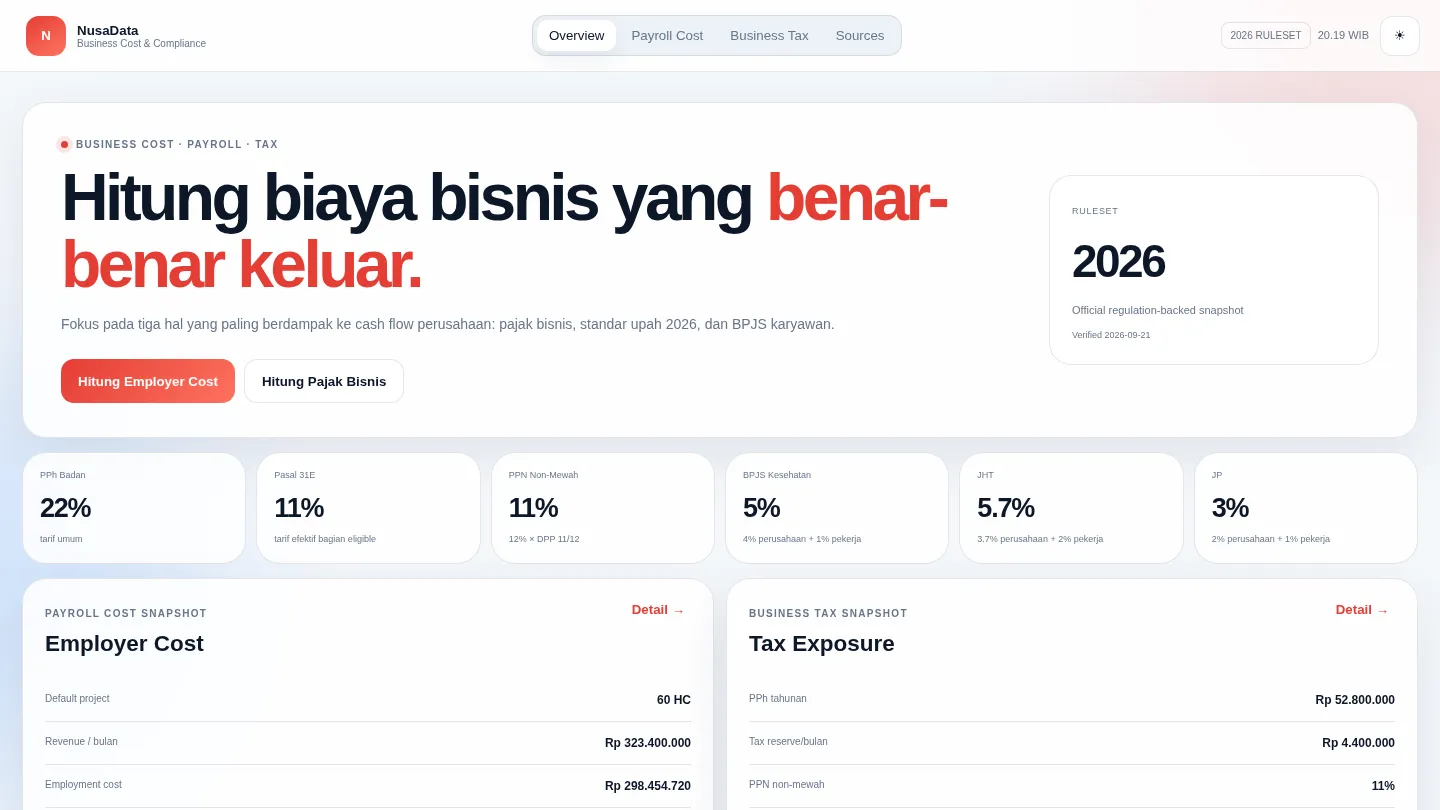 N
NusaData
Business Cost & Compliance
Overview
Payroll Cost
Business Tax
Sources
2026 RULESET
20.19 WIB
BUSINESS COST · PAYROLL · TAX
Hitung biaya bisnis yang benar-
benar keluar.
Fokus pada tiga hal yang paling berdampak ke cash flow perusahaan: pajak bisnis, standar upah 2026, dan BPJS karyawan.
Hitung Employer Cost
Hitung Pajak Bisnis
RULESET
2026
Official regulation-backed snapshot
Verified 2026-09-21
PPh Badan
22%
tarif umum
Pasal 31E
11%
tarif efektif bagian eligible
PPN Non-Mewah
11%
12% × DPP 11/12
BPJS Kesehatan
5%
4% perusahaan + 1% pekerja
JHT
5.7%
3.7% perusahaan + 2% pekerja
JP
3%
2% perusahaan + 1% pekerja
PAYROLL COST SNAPSHOT
Detail →
Employer Cost
Default project
60 HC
Revenue / bulan
Rp 323.400.000
Employment cost
Rp 298.454.720
BUSINESS TAX SNAPSHOT
Detail →
Tax Exposure
PPh tahunan
Rp 52.800.000
Tax reserve/bulan
Rp 4.400.000
PPN non-mewah
11%